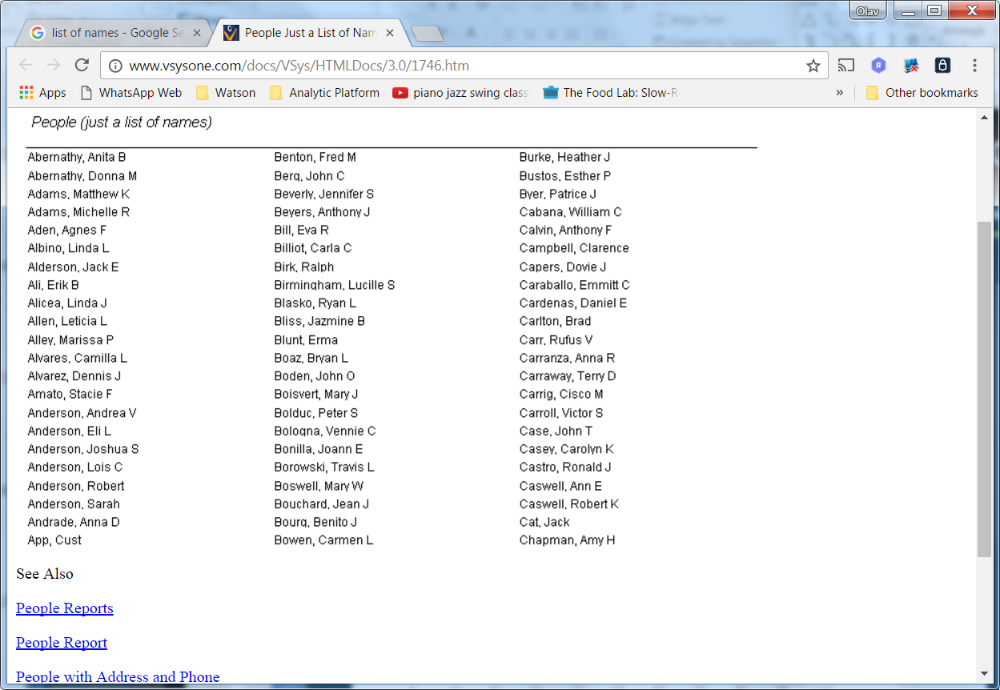 Olav
list of names - Google Se
People Just a List of Nam
www.vsysone.com/docs/VSys/HTMLDocs/3.0/1746.htm
Apps WhatsApp Web Watson Analytic Platform piano jazz swing class The Food Lab: Slow-R » Other bookmarks
People (just a list of names)
Abernathy, Anita B Benton, Fred M Burke, Heather J
Abernathy, Donna M Berg, John C Bustos, Esther P
Adams, Matthew K Beverly, Jennifer S Byer, Patrice J
Adams, Michelle R Beyers, Anthony J Cabana, William C
Aden, Agnes F Bill, Eva R Calvin, Anthony F
Albino, Linda L Billiot, Carla C Campbell, Clarence
Alderson, Jack E Birk, Ralph Capers, Dovie J
Ali, Erik B Birmingham, Lucille S Caraballo, Emmitt C
Alicea, Linda J Blasko, Ryan L Cardenas, Daniel E
Allen, Leticia L Bliss, Jazmine B Carlton, Brad
Alley, Marissa P Blunt, Erma Carr, Rufus V
Alvares, Camilla L Boaz, Bryan L Carranza, Anna R
Alvarez, Dennis J Boden, John O Carraway, Terry D
Amato, Stacie F Boisvert, Mary J Carrig, Cisco M
Anderson, Andrea V Bolduc, Peter S Carroll, Victor S
Anderson, Eli L Bologna, Vennie C Case, John T
Anderson, Joshua S Bonilla, Joann E Casey, Carolyn K
Anderson, Lois C Borowski, Travis L Castro, Ronald J
Anderson, Robert Boswell, Mary W Caswell, Ann E
Anderson, Sarah Bouchard, Jean J Caswell, Robert K
Andrade, Anna D Bourg, Benito J Cat, Jack
App, Cust Bowen, Carmen L Chapman, Amy H
See Also
People Reports
People Report
People with Address and Phone